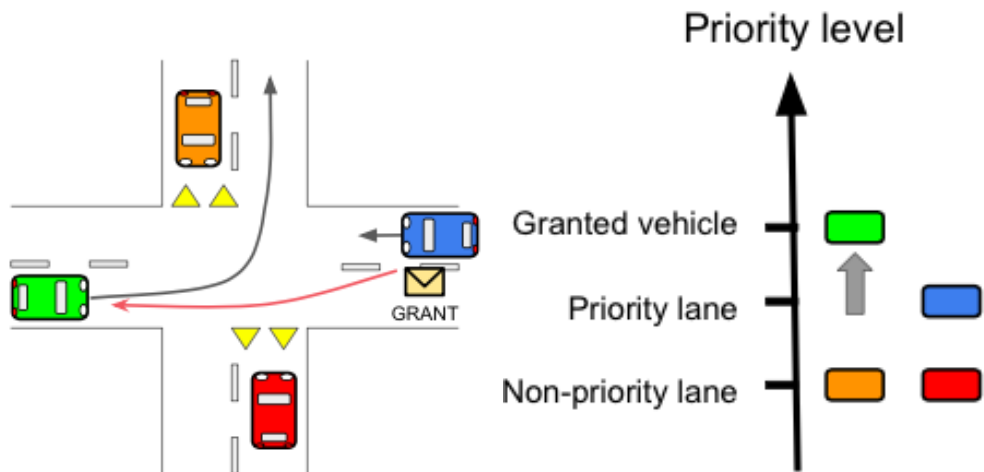 Priority level
GRANT
Granted vehicle
Priority lane
Non-priority lane